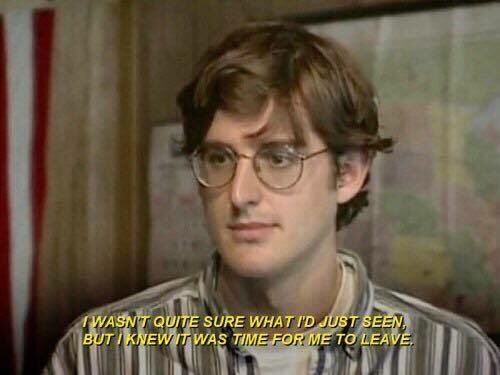 I WASN'T QUITE SURE WHAT I'D JUST SEEN,
BUT I KNEW IT WAS TIME FOR ME TO LEAVE.